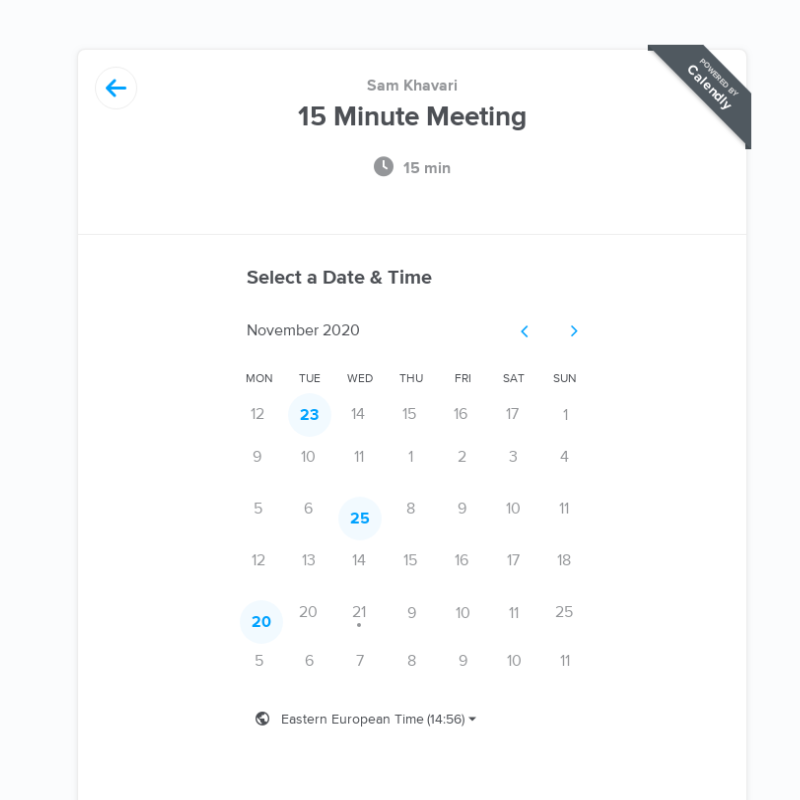 POWERED BY
Calendly
Sam Khavari
15 Minute Meeting
15 min
Select a Date & Time
November 2020
MON TUE WED THU FRI SAT SUN
12 23 14 15 16 17 1
9 10 11 1 2 3 4
5 6 25 8 9 10 11
12 13 14 15 16 17 18
20 20 21 9 10 11 25
5 6 7 8 9 10 11
Eastern European Time (14:56)